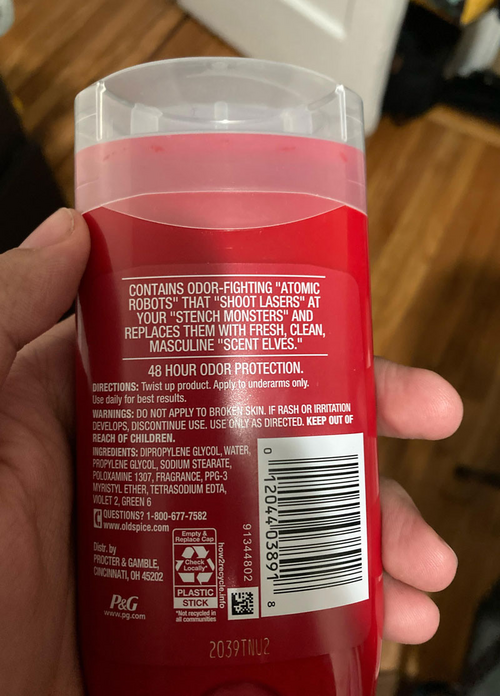 CONTAINS ODOR-FIGHTING "ATOMIC
ROBOTS" THAT "SHOOT LASERS" AT
YOUR "STENCH MONSTERS" AND
REPLACES THEM WITH FRESH, CLEAN,
MASCULINE "SCENT ELVES."
48 HOUR ODOR PROTECTION.
DIRECTIONS: Twist up product. Apply to underarms only.
Use daily for best results.
WARNINGS: DO NOT APPLY TO BROKEN SKIN. IF RASH OR IRRITATION
DEVELOPS, DISCONTINUE USE. USE ONLY AS DIRECTED. KEEP OUT OF
REACH OF CHILDREN.
INGREDIENTS: DIPROPYLENE GLYCOL, WATER,
PROPYLENE GLYCOL, SODIUM STEARATE,
POLOXAMINE 1307, FRAGRANCE, PPG-3
MYRISTYL ETHER, TETRASODIUM EDTA,
VIOLET 2, GREEN 6
QUESTIONS? 1-800-677-7582
www.oldspice.com
Distr. by
PROCTER & GAMBLE,
CINCINNATI, OH 45202
P&G
www.pg.com
Empty &
Replace Cap
Check
Locally*
PLASTIC
STICK
*Not recycled in
all communities
how2recycle.info
91344802
0 12044 03891 8
2039TNU2